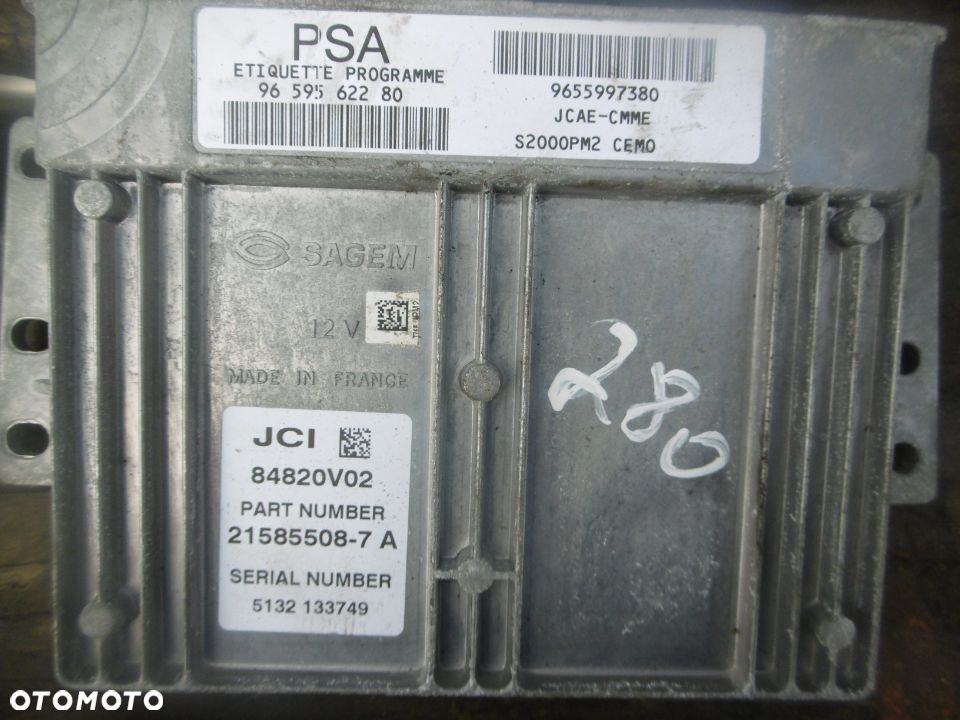 PSA
ETIQUETTE PROGRAMME
96 595 622 80
9655997380
JCAE-CMME
S2000PM2 CEMO
SAGEM
12 V
MADE IN FRANCE
280
JCI
84820V02
PART NUMBER
21585508-7 A
SERIAL NUMBER
5132 133749
OTOMOTO